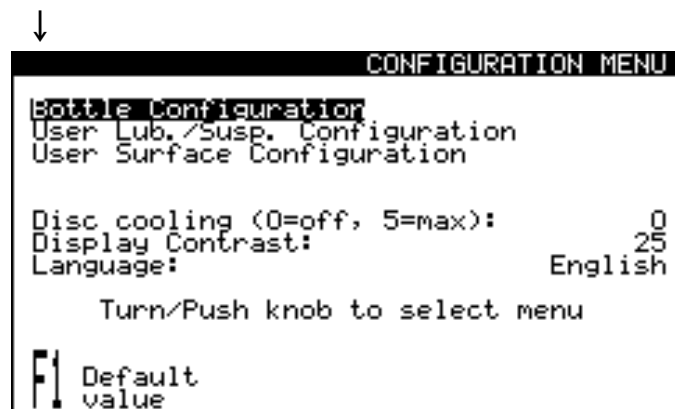 ↓
CONFIGURATION MENU
Bottle Configuration
User Lub./Susp. Configuration
User Surface Configuration
Disc cooling (0=off, 5=max): 0
Display Contrast: 25
Language: English
Turn/Push knob to select menu
F1 Default
value